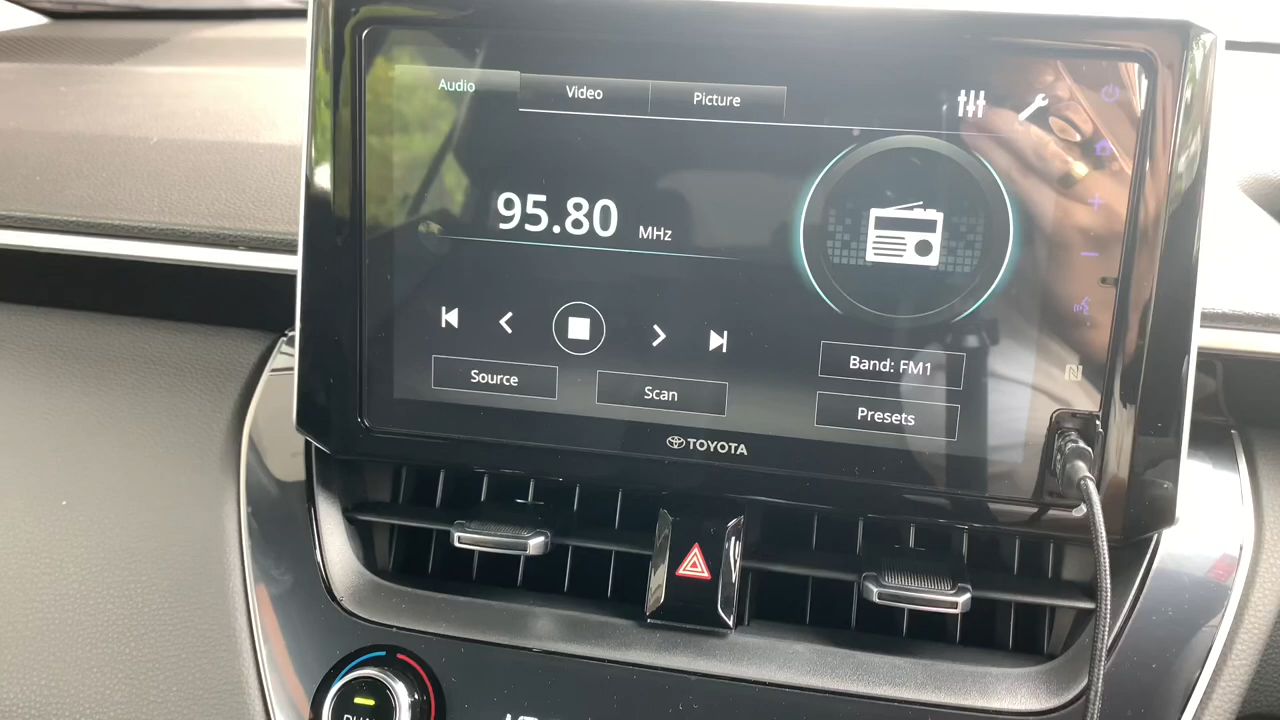 Audio
Video
Picture
95.80 MHz
Source
Scan
Band: FM1
Presets
TOYOTA